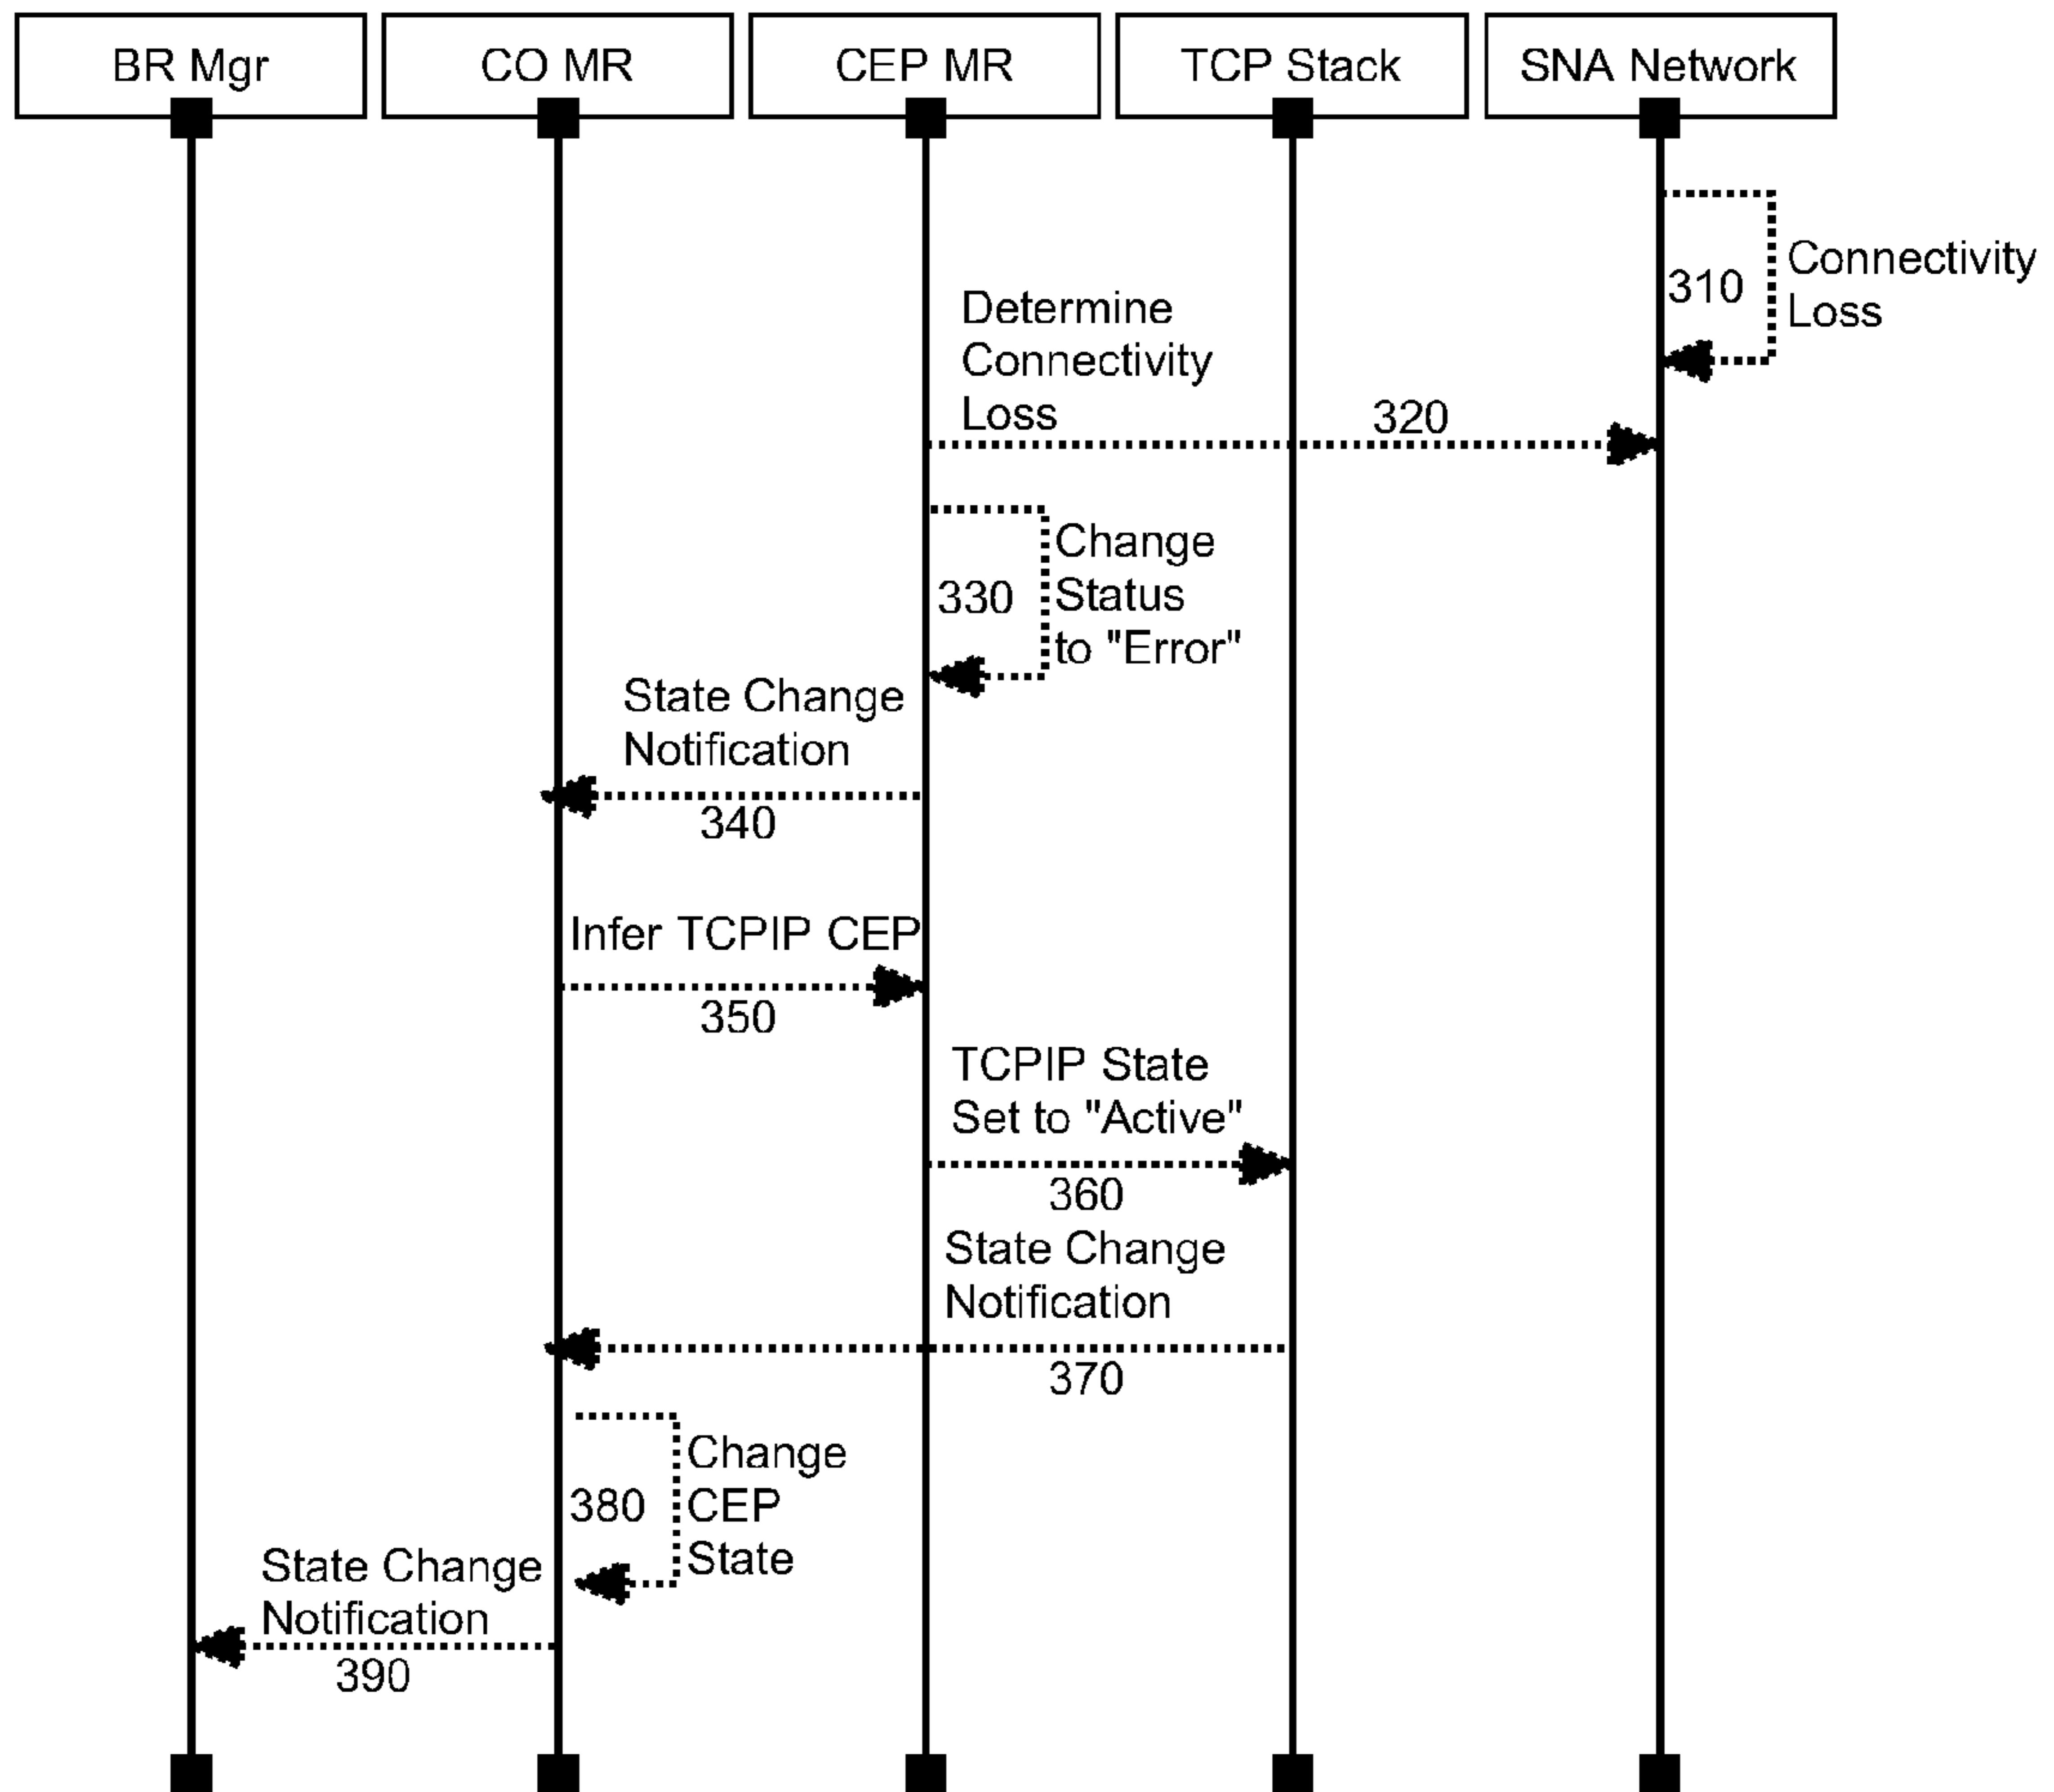 BR Mgr
CO MR
CEP MR
TCP Stack
SNA Network
310
Connectivity
Loss
Determine
Connectivity
Loss
320
330
Change
Status
to "Error"
State Change
Notification
340
Infer TCPIP CEP
350
TCPIP State
Set to "Active"
360
State Change
Notification
370
380
Change
CEP
State
State Change
Notification
390